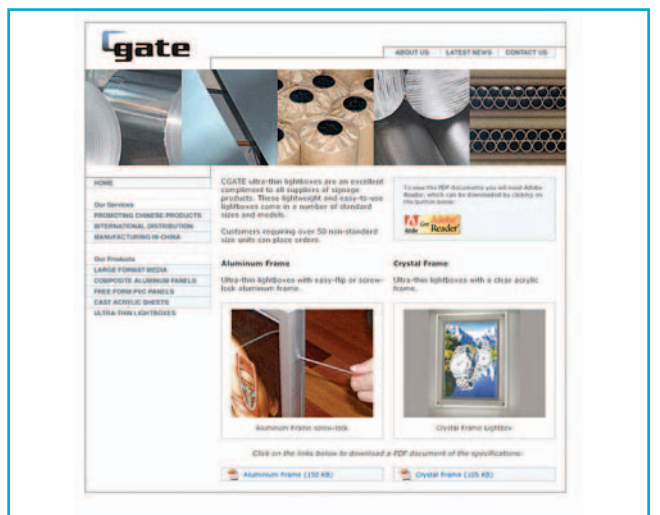 Cgate
ABOUT US LATEST NEWS CONTACT US
HOME
Our Services
PROMOTING CHINESE PRODUCTS
INTERNATIONAL DISTRIBUTION
MANUFACTURING IN CHINA
Our Products
LARGE FORMAT MEDIA
COMPOSITE ALUMINUM PANELS
FREE FORM PVC PANELS
CAST ACRYLIC SHEETS
ULTRA-THIN LIGHTBOXES
CGATE ultra-thin lightboxes are an excellent
compliment to all suppliers of signage
products. These lightweight and easy-to-use
lightboxes come in a number of standard
sizes and models.
Customers requiring over 50 non-standard
size units can place orders.
To view the PDF documents you will need Adobe
Reader, which can be downloaded by clicking on
the button below:
Adobe
Get Adobe
Reader
Aluminum Frame
Ultra-thin lightboxes with easy-flip or screw-
lock aluminum frame.
Aluminum Frame screw-lock
Crystal Frame
Ultra-thin lightboxes with a clear acrylic
frame.
Crystal Frame Lightbox
Click on the links below to download a PDF document of the specifications:
Aluminum Frame (150 KB)
Crystal Frame (105 KB)